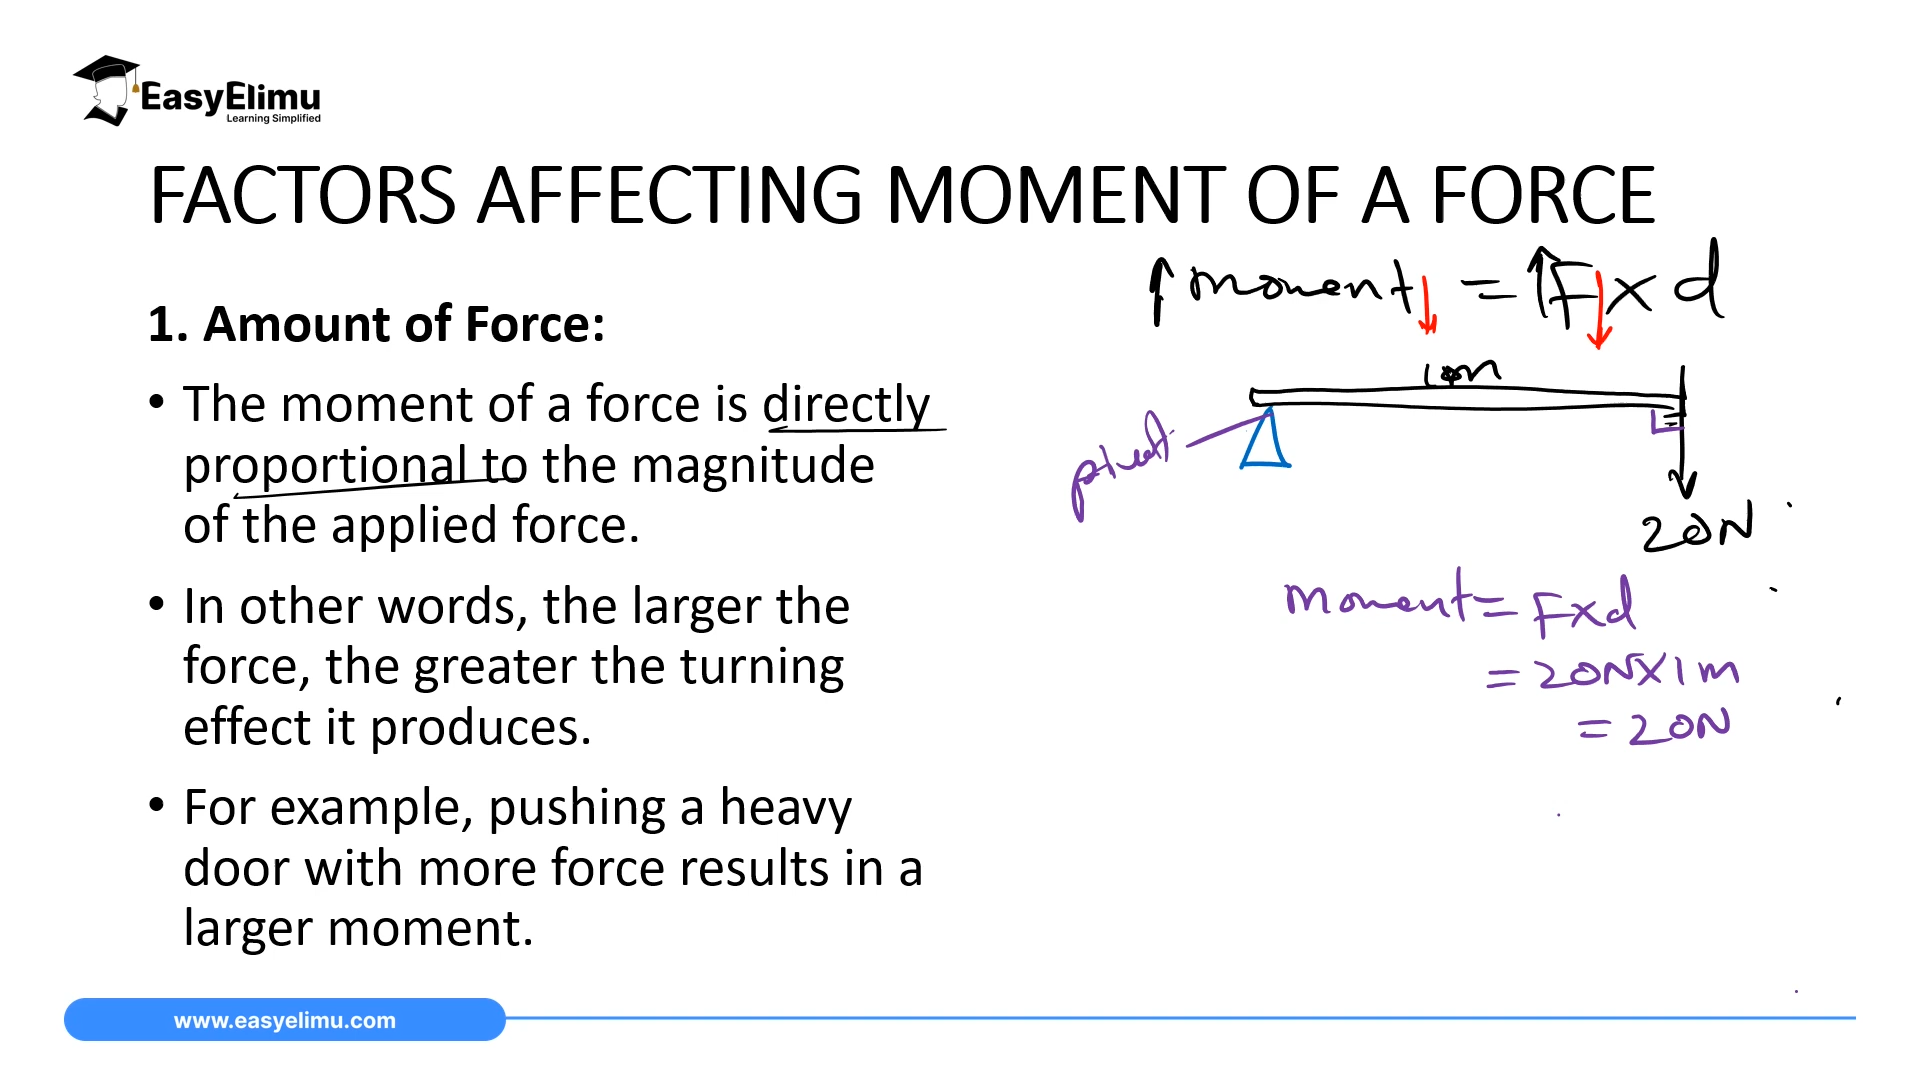 EasyElimu
Learning Simplified
FACTORS AFFECTING MOMENT OF A FORCE
moment = F x d
1. Amount of Force:
• The moment of a force is directly
proportional to the magnitude
of the applied force.
• In other words, the larger the
force, the greater the turning
effect it produces.
• For example, pushing a heavy
door with more force results in a
larger moment.
pivot
20N
moment = F x d
= 20N x 1m
= 20N
www.easyelimu.com